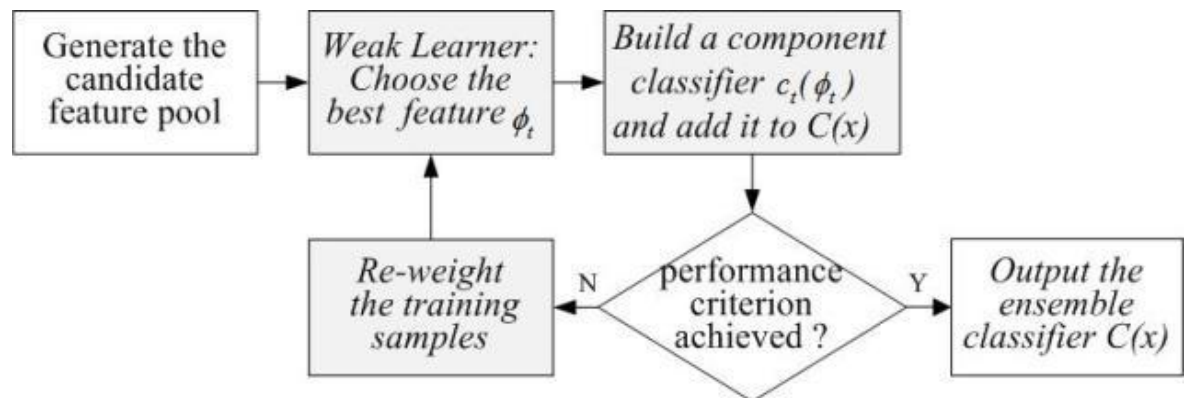 Generate the
candidate
feature pool
Weak Learner:
Choose the
best feature ϕₜ
Build a component
classifier cₜ(ϕₜ)
and add it to C(x)
Re-weight
the training
samples
N
performance
criterion
achieved ?
Y
Output the
ensemble
classifier C(x)